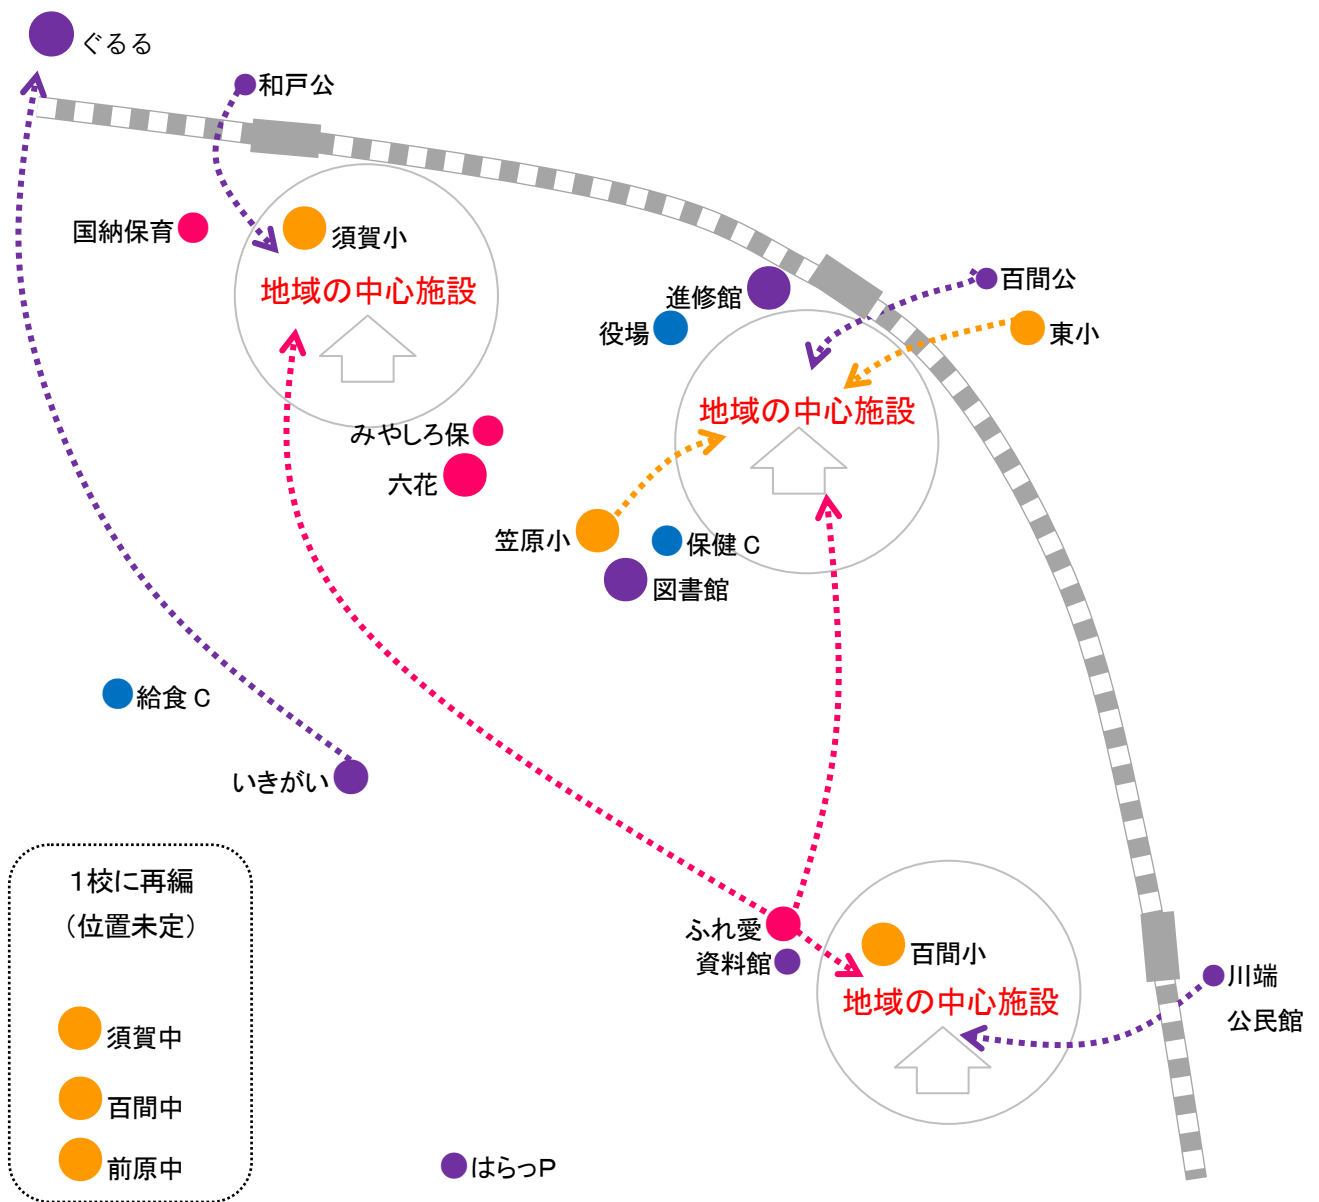 ぐるる
和戸公
国納保育
須賀小
地域の中心施設
進修館
役場
百間公
東小
地域の中心施設
みやしろ保
六花
笠原小
保健 C
図書館
給食 C
いきがい
1校に再編
（位置未定）
須賀中
百間中
前原中
ふれ愛
資料館
百間小
地域の中心施設
川端
公民館
はらっP